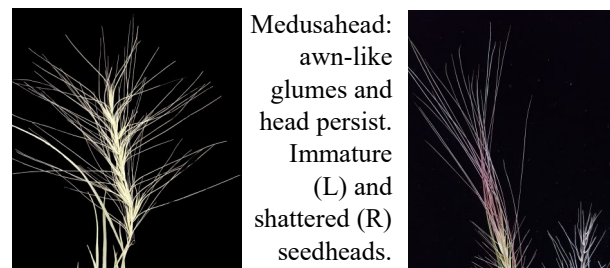 Medusahead:
awn-like
glumes and
head persist.
Immature
(L) and
shattered (R)
seedheads.